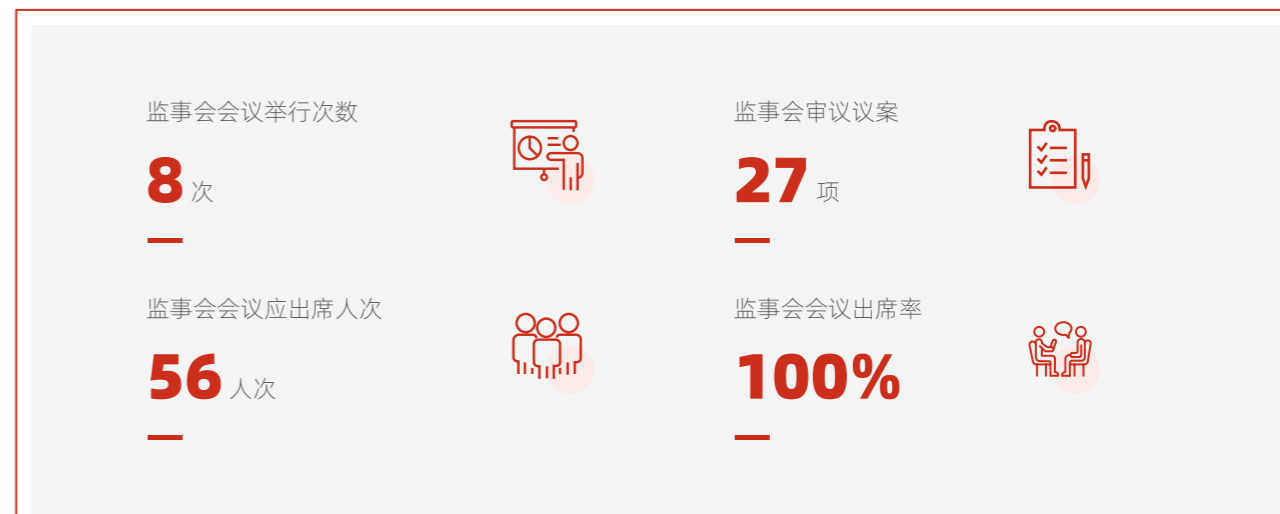 监事会会议举行次数
8 次
监事会审议议案
27 项
监事会会议应出席人次
56 人次
监事会会议出席率
100%